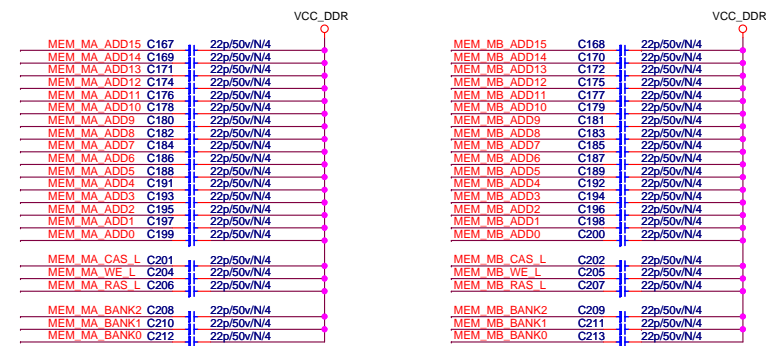 VCC_DDR VCC_DDR
MEM_MA_ADD15 C167 22p/50v/N/4 MEM_MB_ADD15 C168 22p/50v/N/4
MEM_MA_ADD14 C169 22p/50v/N/4 MEM_MB_ADD14 C170 22p/50v/N/4
MEM_MA_ADD13 C171 22p/50v/N/4 MEM_MB_ADD13 C172 22p/50v/N/4
MEM_MA_ADD12 C174 22p/50v/N/4 MEM_MB_ADD12 C175 22p/50v/N/4
MEM_MA_ADD11 C176 22p/50v/N/4 MEM_MB_ADD11 C177 22p/50v/N/4
MEM_MA_ADD10 C178 22p/50v/N/4 MEM_MB_ADD10 C179 22p/50v/N/4
MEM_MA_ADD9 C180 22p/50v/N/4 MEM_MB_ADD9 C181 22p/50v/N/4
MEM_MA_ADD8 C182 22p/50v/N/4 MEM_MB_ADD8 C183 22p/50v/N/4
MEM_MA_ADD7 C184 22p/50v/N/4 MEM_MB_ADD7 C185 22p/50v/N/4
MEM_MA_ADD6 C186 22p/50v/N/4 MEM_MB_ADD6 C187 22p/50v/N/4
MEM_MA_ADD5 C188 22p/50v/N/4 MEM_MB_ADD5 C189 22p/50v/N/4
MEM_MA_ADD4 C191 22p/50v/N/4 MEM_MB_ADD4 C192 22p/50v/N/4
MEM_MA_ADD3 C193 22p/50v/N/4 MEM_MB_ADD3 C194 22p/50v/N/4
MEM_MA_ADD2 C195 22p/50v/N/4 MEM_MB_ADD2 C196 22p/50v/N/4
MEM_MA_ADD1 C197 22p/50v/N/4 MEM_MB_ADD1 C198 22p/50v/N/4
MEM_MA_ADD0 C199 22p/50v/N/4 MEM_MB_ADD0 C200 22p/50v/N/4
MEM_MA_CAS_L C201 22p/50v/N/4 MEM_MB_CAS_L C202 22p/50v/N/4
MEM_MA_WE_L C204 22p/50v/N/4 MEM_MB_WE_L C205 22p/50v/N/4
MEM_MA_RAS_L C206 22p/50v/N/4 MEM_MB_RAS_L C207 22p/50v/N/4
MEM_MA_BANK2 C208 22p/50v/N/4 MEM_MB_BANK2 C209 22p/50v/N/4
MEM_MA_BANK1 C210 22p/50v/N/4 MEM_MB_BANK1 C211 22p/50v/N/4
MEM_MA_BANK0 C212 22p/50v/N/4 MEM_MB_BANK0 C213 22p/50v/N/4